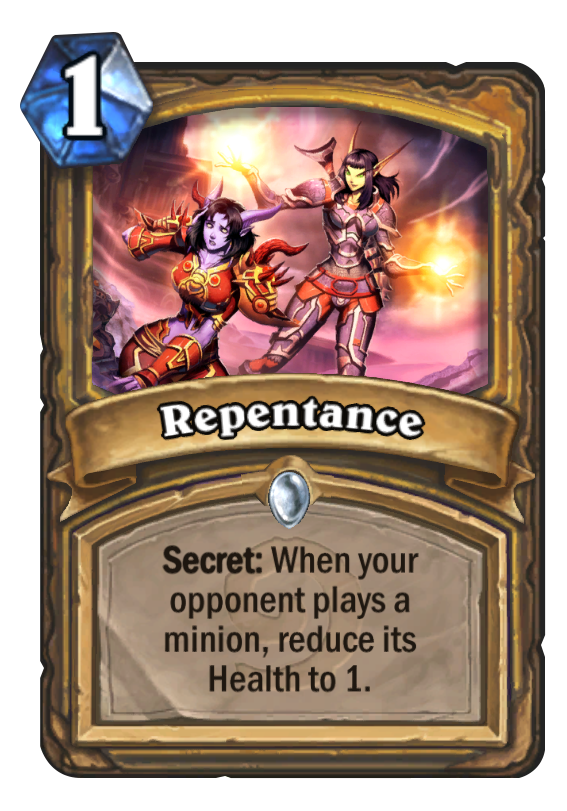 1
Repentance
Secret: When your
opponent plays a
minion, reduce its
Health to 1.